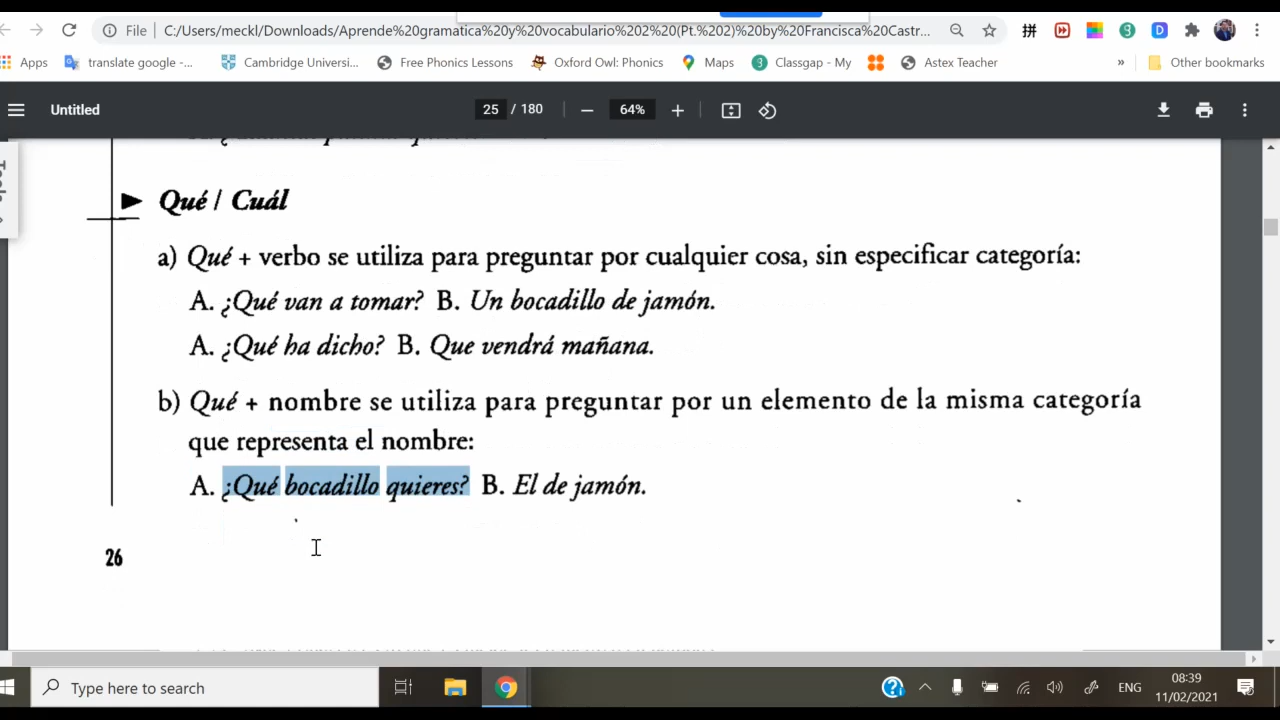 File | C:/Users/meckl/Downloads/Aprende%20gramatica%20y%20vocabulario%202%20(Pt.%202)%20by%20Francisca%20Castr...
Apps translate google -... Cambridge Universi... Free Phonics Lessons Oxford Owl: Phonics Maps Classgap - My Astex Teacher » Other bookmarks
Untitled 25 / 180 — 64% +
Qué / Cuál
a) Qué + verbo se utiliza para preguntar por cualquier cosa, sin especificar categoría:
A. ¿Qué van a tomar? B. Un bocadillo de jamón.
A. ¿Qué ha dicho? B. Que vendrá mañana.
b) Qué + nombre se utiliza para preguntar por un elemento de la misma categoría
que representa el nombre:
A. ¿Qué bocadillo quieres? B. El de jamón.
26
Type here to search
ENG
08:39
11/02/2021